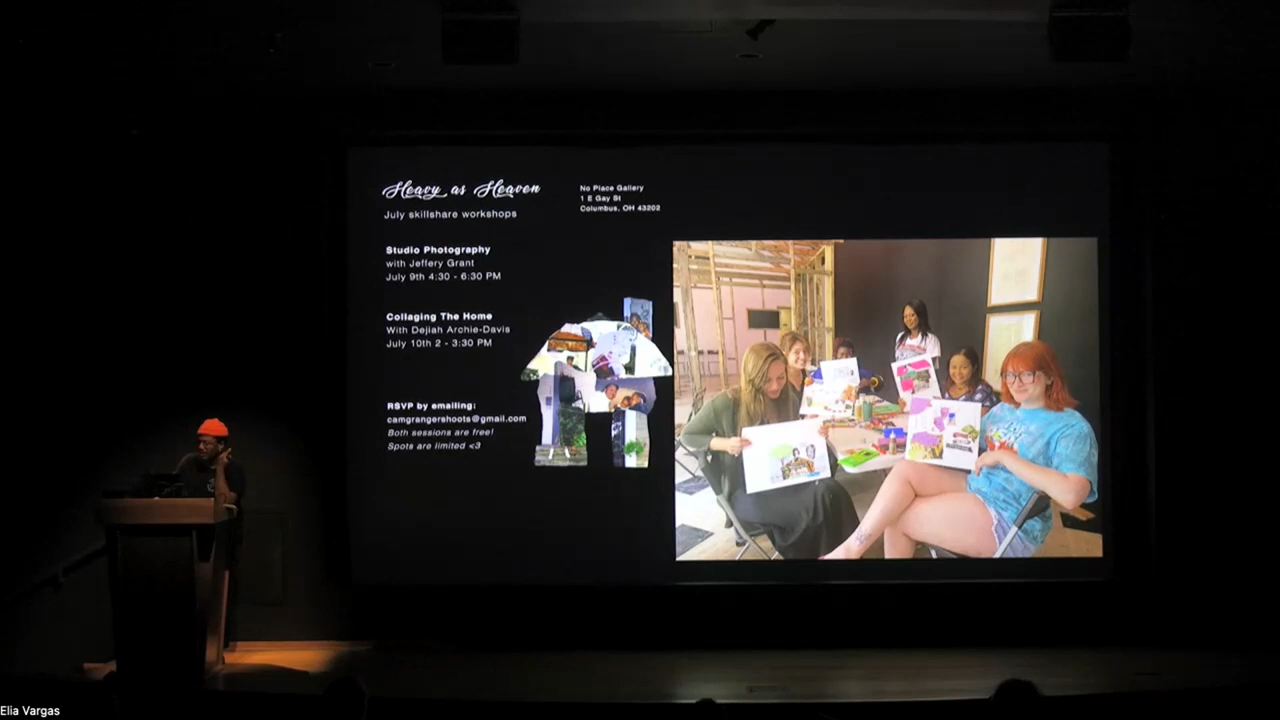 Heavy as Heaven
July skillshare workshops
No Place Gallery
1 E Gay St
Columbus, OH 43202
Studio Photography
with Jeffery Grant
July 9th 4:30 - 6:30 PM
Collaging The Home
With Dejiah Archie-Davis
July 10th 2 - 3:30 PM
RSVP by emailing:
camgrangershoots@gmail.com
Both sessions are free!
Spots are limited <3
Elia Vargas